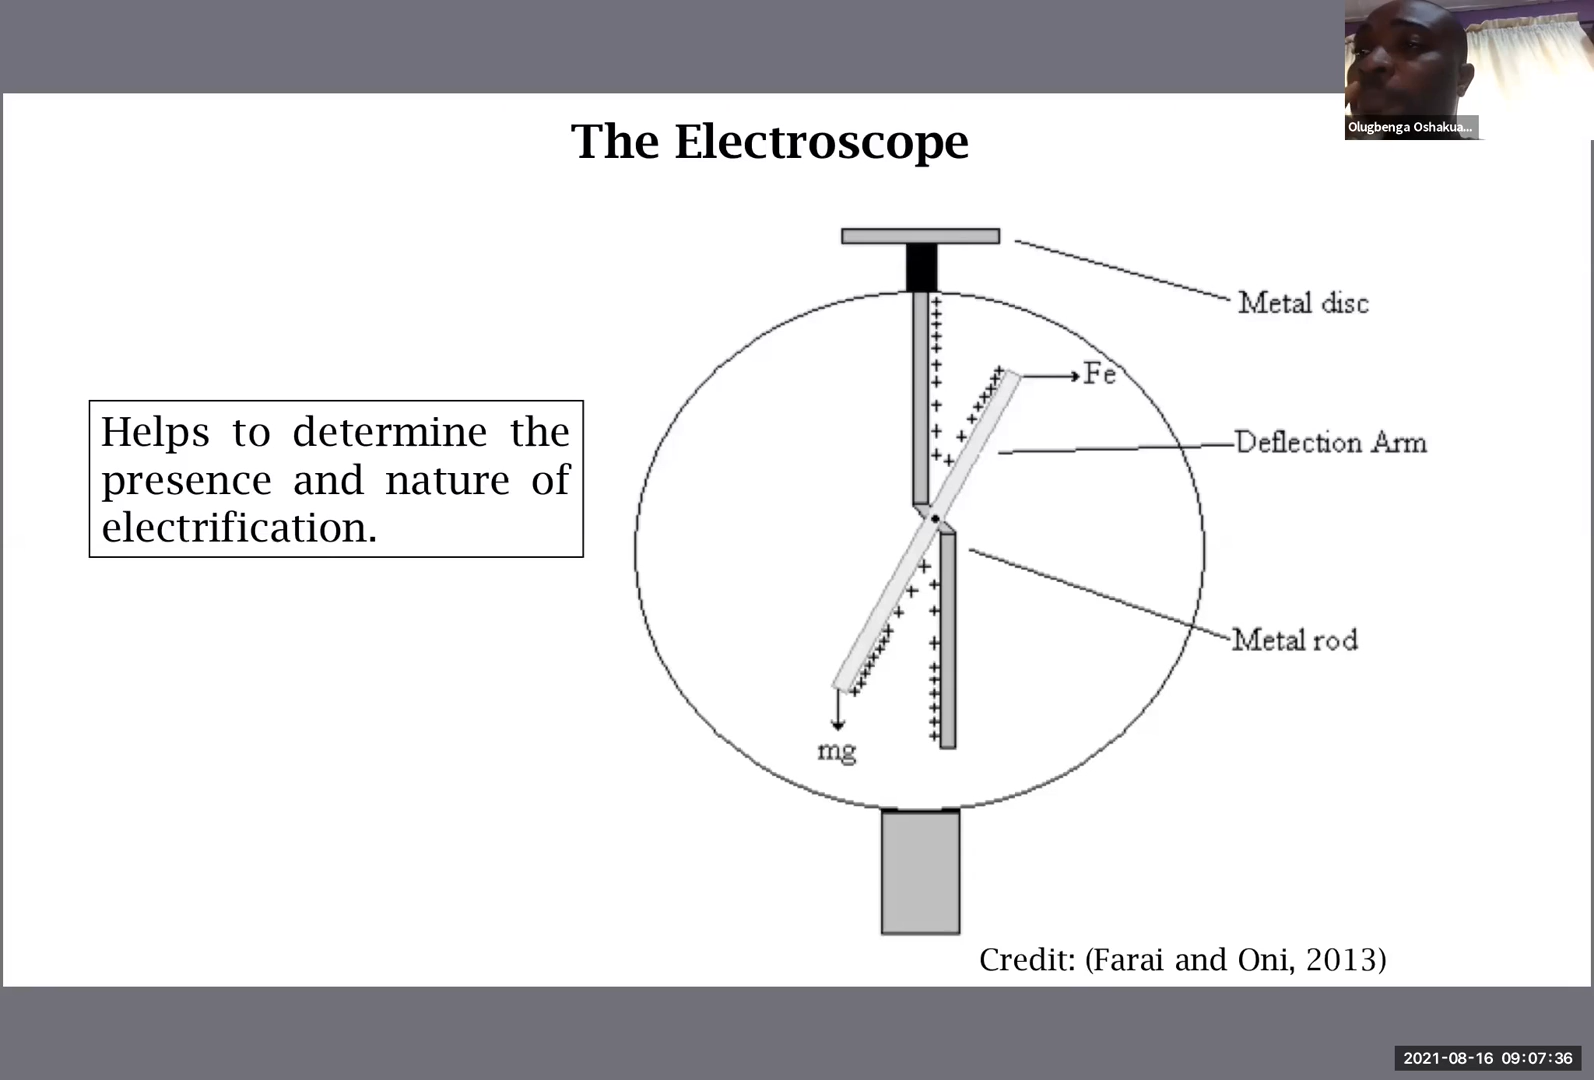 Olugbenga Oshakua...
The Electroscope
Metal disc
Fe
Helps to determine the
presence and nature of
electrification.
Deflection Arm
Metal rod
mg
Credit: (Farai and Oni, 2013)
2021-08-16 09:07:36